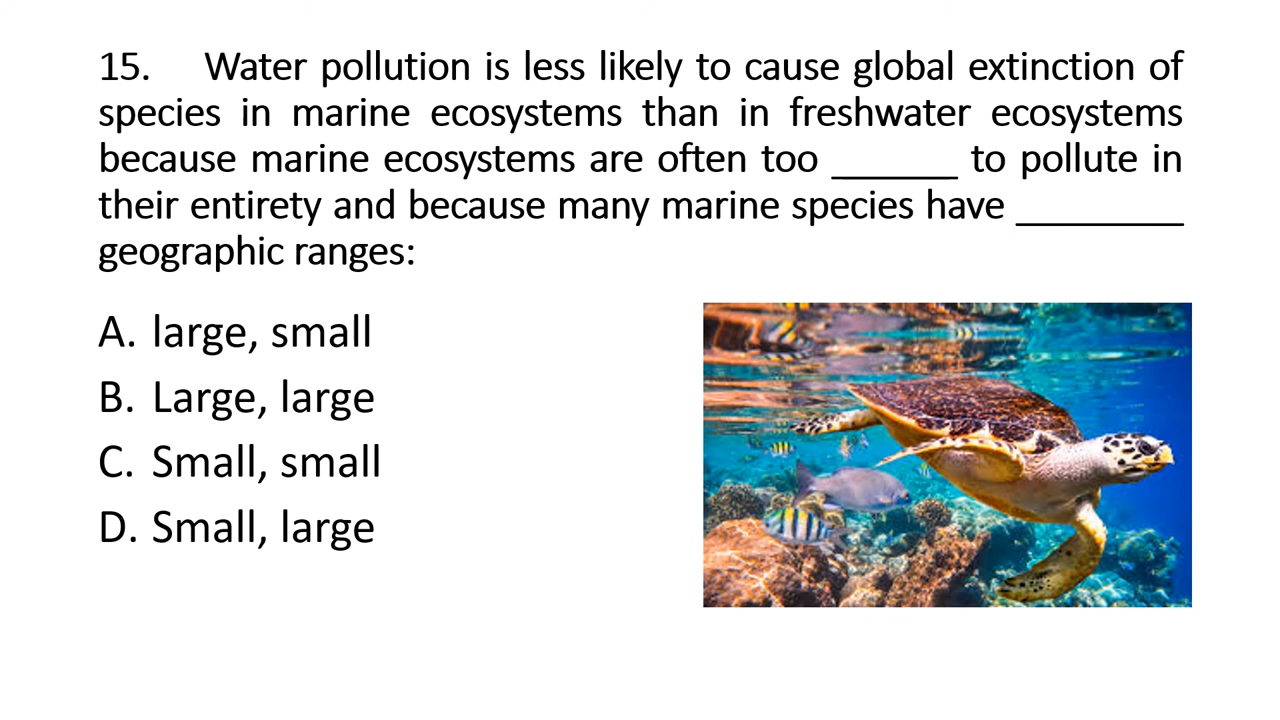 15. Water pollution is less likely to cause global extinction of
species in marine ecosystems than in freshwater ecosystems
because marine ecosystems are often too ______ to pollute in
their entirety and because many marine species have ________
geographic ranges:
A. large, small
B. Large, large
C. Small, small
D. Small, large